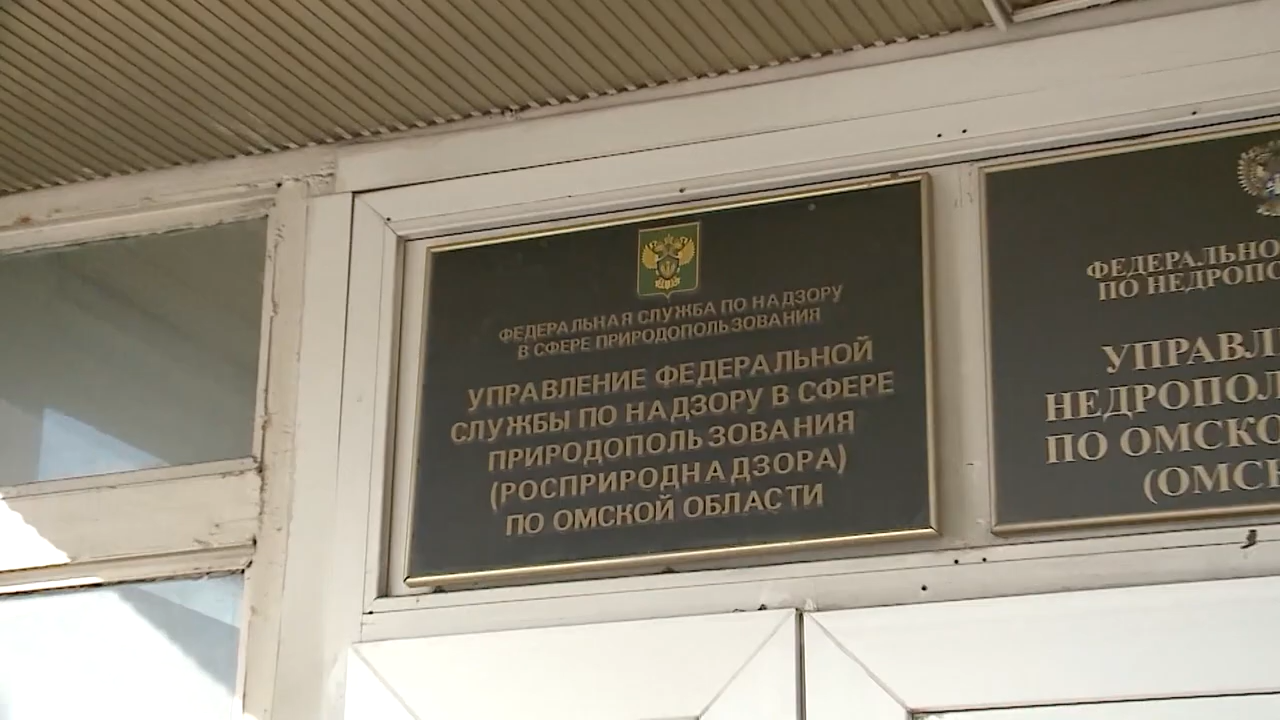 ФЕДЕРАЛЬНАЯ СЛУЖБА ПО НАДЗОРУ
В СФЕРЕ ПРИРОДОПОЛЬЗОВАНИЯ
УПРАВЛЕНИЕ ФЕДЕРАЛЬНОЙ
СЛУЖБЫ ПО НАДЗОРУ В СФЕРЕ
ПРИРОДОПОЛЬЗОВАНИЯ
(РОСПРИРОДНАДЗОРА)
ПО ОМСКОЙ ОБЛАСТИ
ФЕДЕРАЛЬНО
ПО НЕДРОПО
УПРАВЛ
НЕДРОПОЛ
ПО ОМСКО
(ОМСК